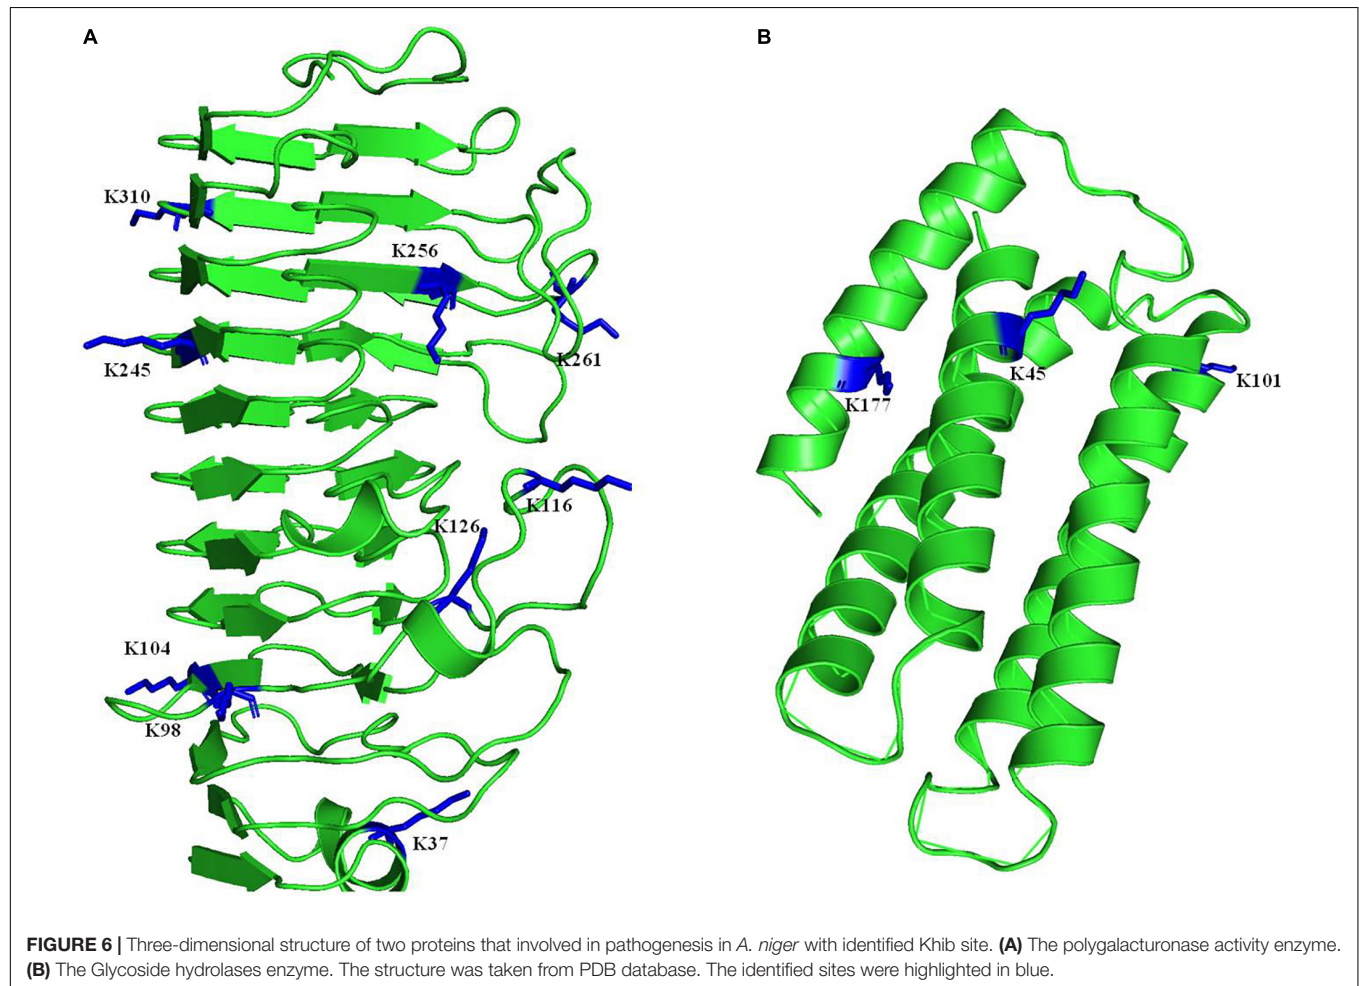 A
B
K310
K256
K245
K261
K45
K101
K177
K116
K126
K104
K98
K37
FIGURE 6 | Three-dimensional structure of two proteins that involved in pathogenesis in A. niger with identified Khib site. (A) The polygalacturonase activity enzyme.
(B) The Glycoside hydrolases enzyme. The structure was taken from PDB database. The identified sites were highlighted in blue.